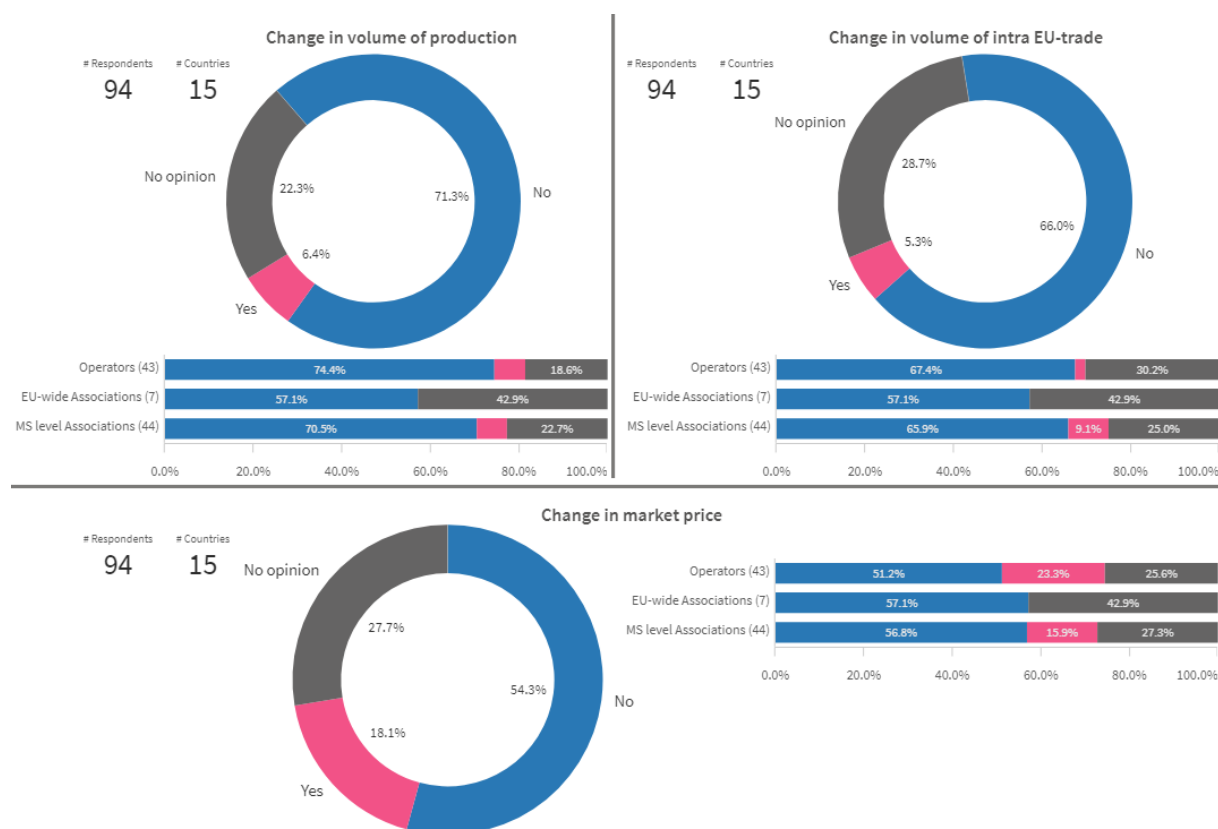 Change in volume of production
# Respondents # Countries
94 15
No opinion
22.3%
71.3%
No
6.4%
Yes
Operators (43) 74.4% 18.6%
EU-wide Associations (7) 57.1% 42.9%
MS level Associations (44) 70.5% 22.7%
0.0% 20.0% 40.0% 60.0% 80.0% 100.0%
Change in volume of intra EU-trade
# Respondents # Countries
94 15
No opinion
28.7%
66.0%
5.3%
No
Yes
Operators (43) 67.4% 30.2%
EU-wide Associations (7) 57.1% 42.9%
MS level Associations (44) 65.9% 9.1% 25.0%
0.0% 20.0% 40.0% 60.0% 80.0% 100.0%
Change in market price
# Respondents # Countries
94 15
No opinion
27.7%
54.3%
No
18.1%
Yes
Operators (43) 51.2% 23.3% 25.6%
EU-wide Associations (7) 57.1% 42.9%
MS level Associations (44) 56.8% 15.9% 27.3%
0.0% 20.0% 40.0% 60.0% 80.0% 100.0%